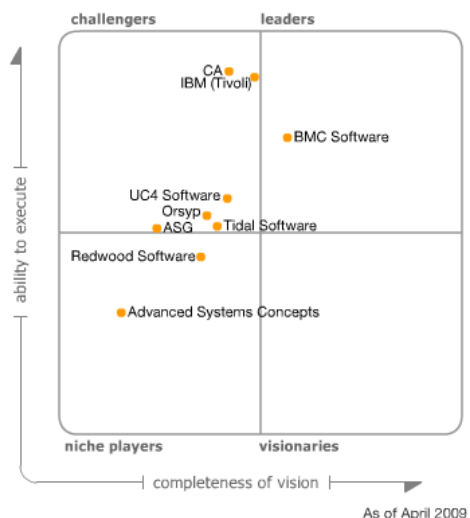 challengers
leaders
CA
IBM (Tivoli)
BMC Software
UC4 Software
Orsyp
Tidal Software
ASG
Redwood Software
Advanced Systems Concepts
ability to execute
niche players
visionaries
completeness of vision
As of April 2009